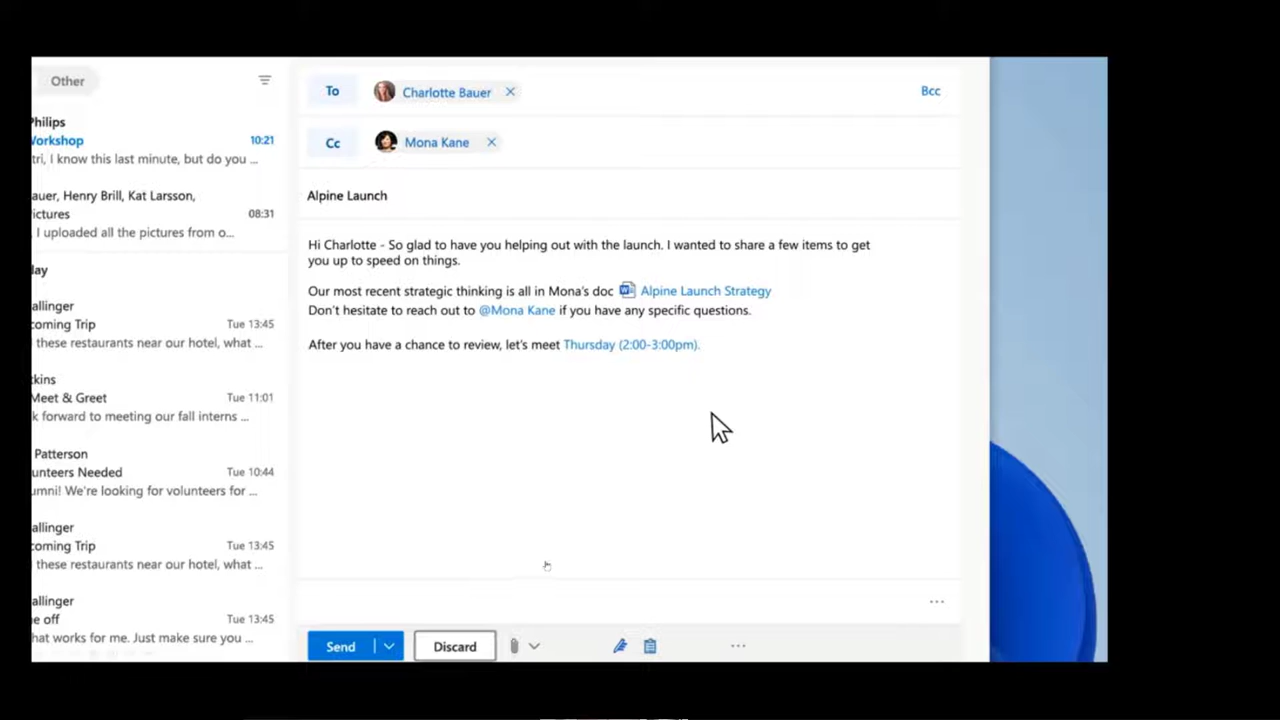 Other
Philips
Workshop 10:21
tri, I know this last minute, but do you ...
auer, Henry Brill, Kat Larsson,
ictures 08:31
, I uploaded all the pictures from o...
lay
allinger
coming Trip Tue 13:45
these restaurants near our hotel, what ...
tkins
Meet & Greet Tue 11:01
k forward to meeting our fall interns ...
Patterson
unteers Needed Tue 10:44
umni! We're looking for volunteers for ...
allinger
coming Trip Tue 13:45
these restaurants near our hotel, what ...
allinger
e off Tue 13:45
hat works for me. Just make sure you ...
To Charlotte Bauer Bcc
Cc Mona Kane
Alpine Launch
Hi Charlotte - So glad to have you helping out with the launch. I wanted to share a few items to get
you up to speed on things.
Our most recent strategic thinking is all in Mona's doc Alpine Launch Strategy
Don't hesitate to reach out to @Mona Kane if you have any specific questions.
After you have a chance to review, let's meet Thursday (2:00-3:00pm).
Send Discard